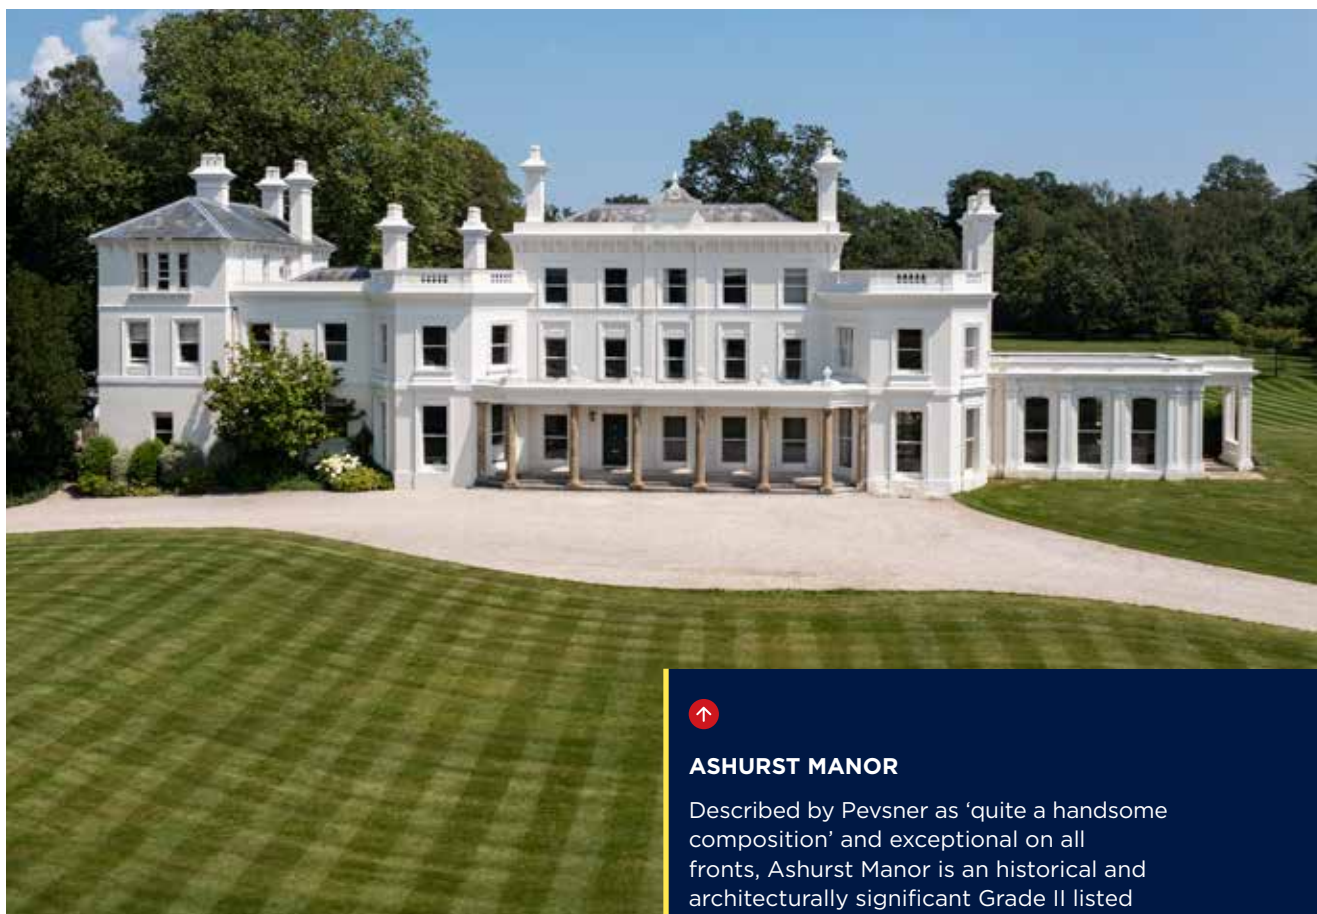 ASHURST MANOR
Described by Pevsner as ‘quite a handsome
composition’ and exceptional on all
fronts, Ashurst Manor is an historical and
architecturally significant Grade II listed